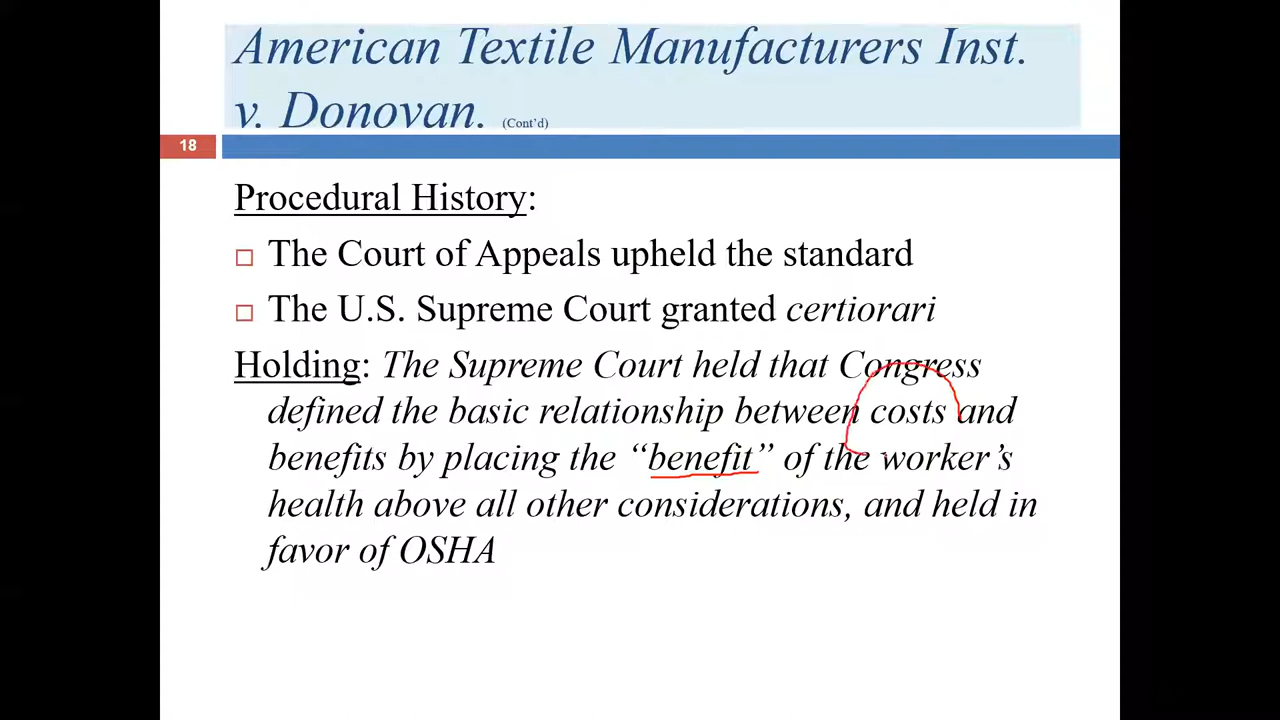 American Textile Manufacturers Inst.
v. Donovan. (Cont'd)
18
Procedural History:
The Court of Appeals upheld the standard
The U.S. Supreme Court granted certiorari
Holding: The Supreme Court held that Congress
defined the basic relationship between costs and
benefits by placing the “benefit” of the worker’s
health above all other considerations, and held in
favor of OSHA